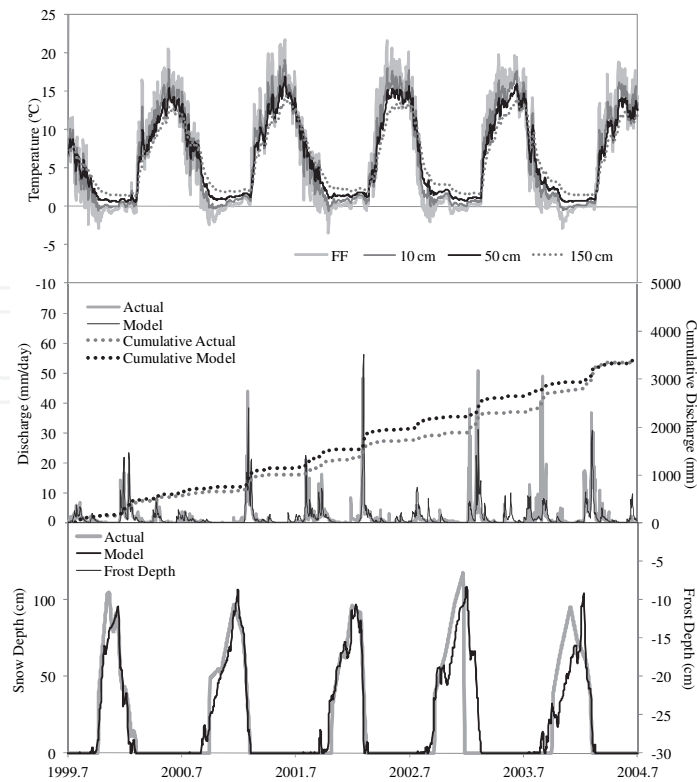 25
20
15
10
5
0
-5
-10
Temperature (℃)
FF 10 cm 50 cm 150 cm
70
60
50
40
30
20
10
0
Discharge (mm/day)
Actual
Model
Cumulative Actual
Cumulative Model
5000
4000
3000
2000
1000
0
Cumulative Discharge (mm)
Actual
Model
Frost Depth
100
50
0
Snow Depth (cm)
-5
-10
-15
-20
-25
-30
Frost Depth (cm)
1999.7 2000.7 2001.7 2002.7 2003.7 2004.7